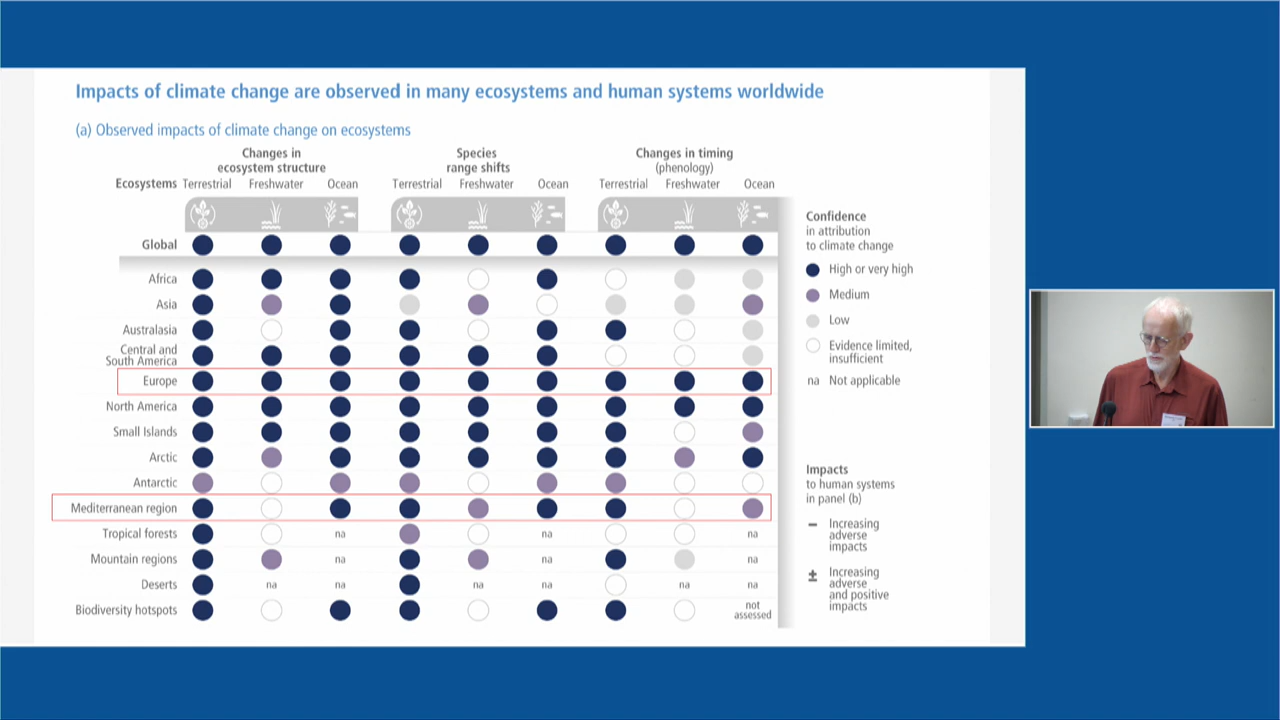 Impacts of climate change are observed in many ecosystems and human systems worldwide
(a) Observed impacts of climate change on ecosystems
Changes in
ecosystem structure
Species
range shifts
Changes in timing
(phenology)
Ecosystems Terrestrial Freshwater Ocean Terrestrial Freshwater Ocean Terrestrial Freshwater Ocean
Global
Africa
Asia
Australasia
Central and
South America
Europe
North America
Small Islands
Arctic
Antarctic
Mediterranean region
Tropical forests na na na
Mountain regions na na na
Deserts na na na na na na
Biodiversity hotspots not
assessed
Confidence
in attribution
to climate change
High or very high
Medium
Low
Evidence limited,
insufficient
na Not applicable
Impacts
to human systems
in panel (b)
− Increasing
adverse
impacts
± Increasing
adverse
and positive
impacts